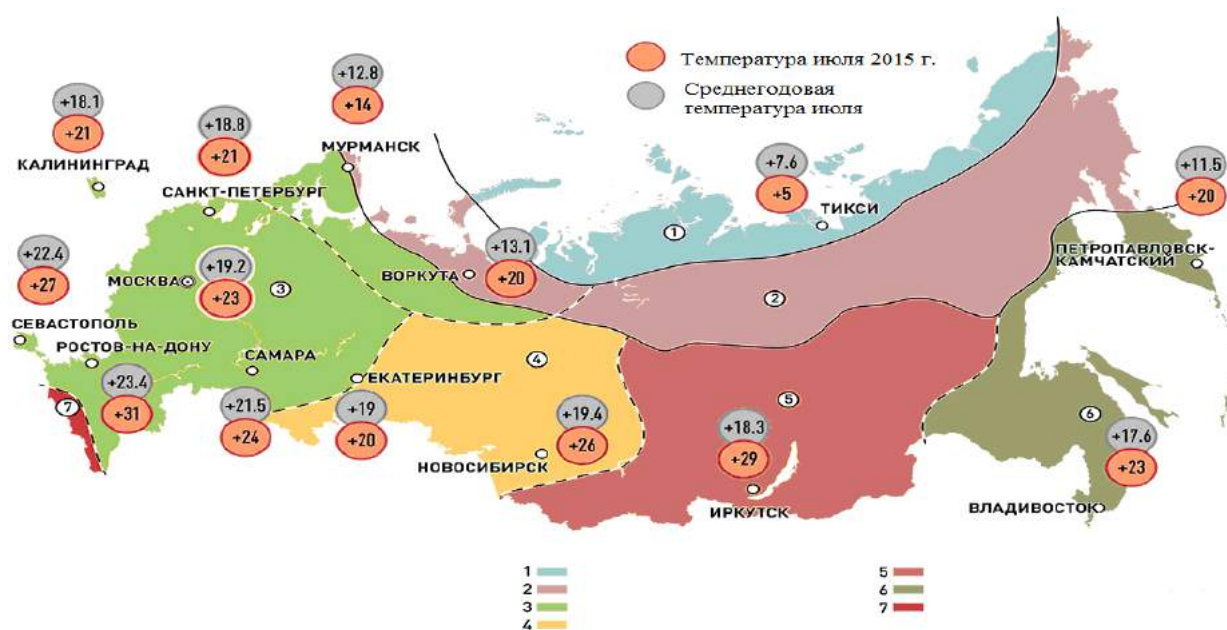 Температура июля 2015 г.
Среднегодовая
температура июля
+12.8
+14
МУРМАНСК
+18.1
+21
КАЛИНИНГРАД
+18.8
+21
САНКТ-ПЕТЕРБУРГ
+7.6
+5
ТИКСИ
1
+11.5
+20
ПЕТРОПАВЛОВСК-
КАМЧАТСКИЙ
+22.4
+27
СЕВАСТОПОЛЬ
МОСКВА
+19.2
+23
3
ВОРКУТА
+13.1
+20
2
РОСТОВ-НА-ДОНУ
+23.4
+31
7
САМАРА
+21.5
+24
ЕКАТЕРИНБУРГ
+19
+20
4
НОВОСИБИРСК
+19.4
+26
5
+18.3
+29
ИРКУТСК
6
+17.6
+23
ВЛАДИВОСТОК
1
2
3
4
5
6
7